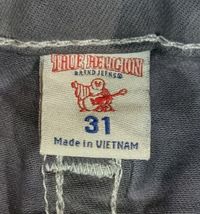 TRUE RELIGION
BRAND JEANS
31
Made in VIETNAM